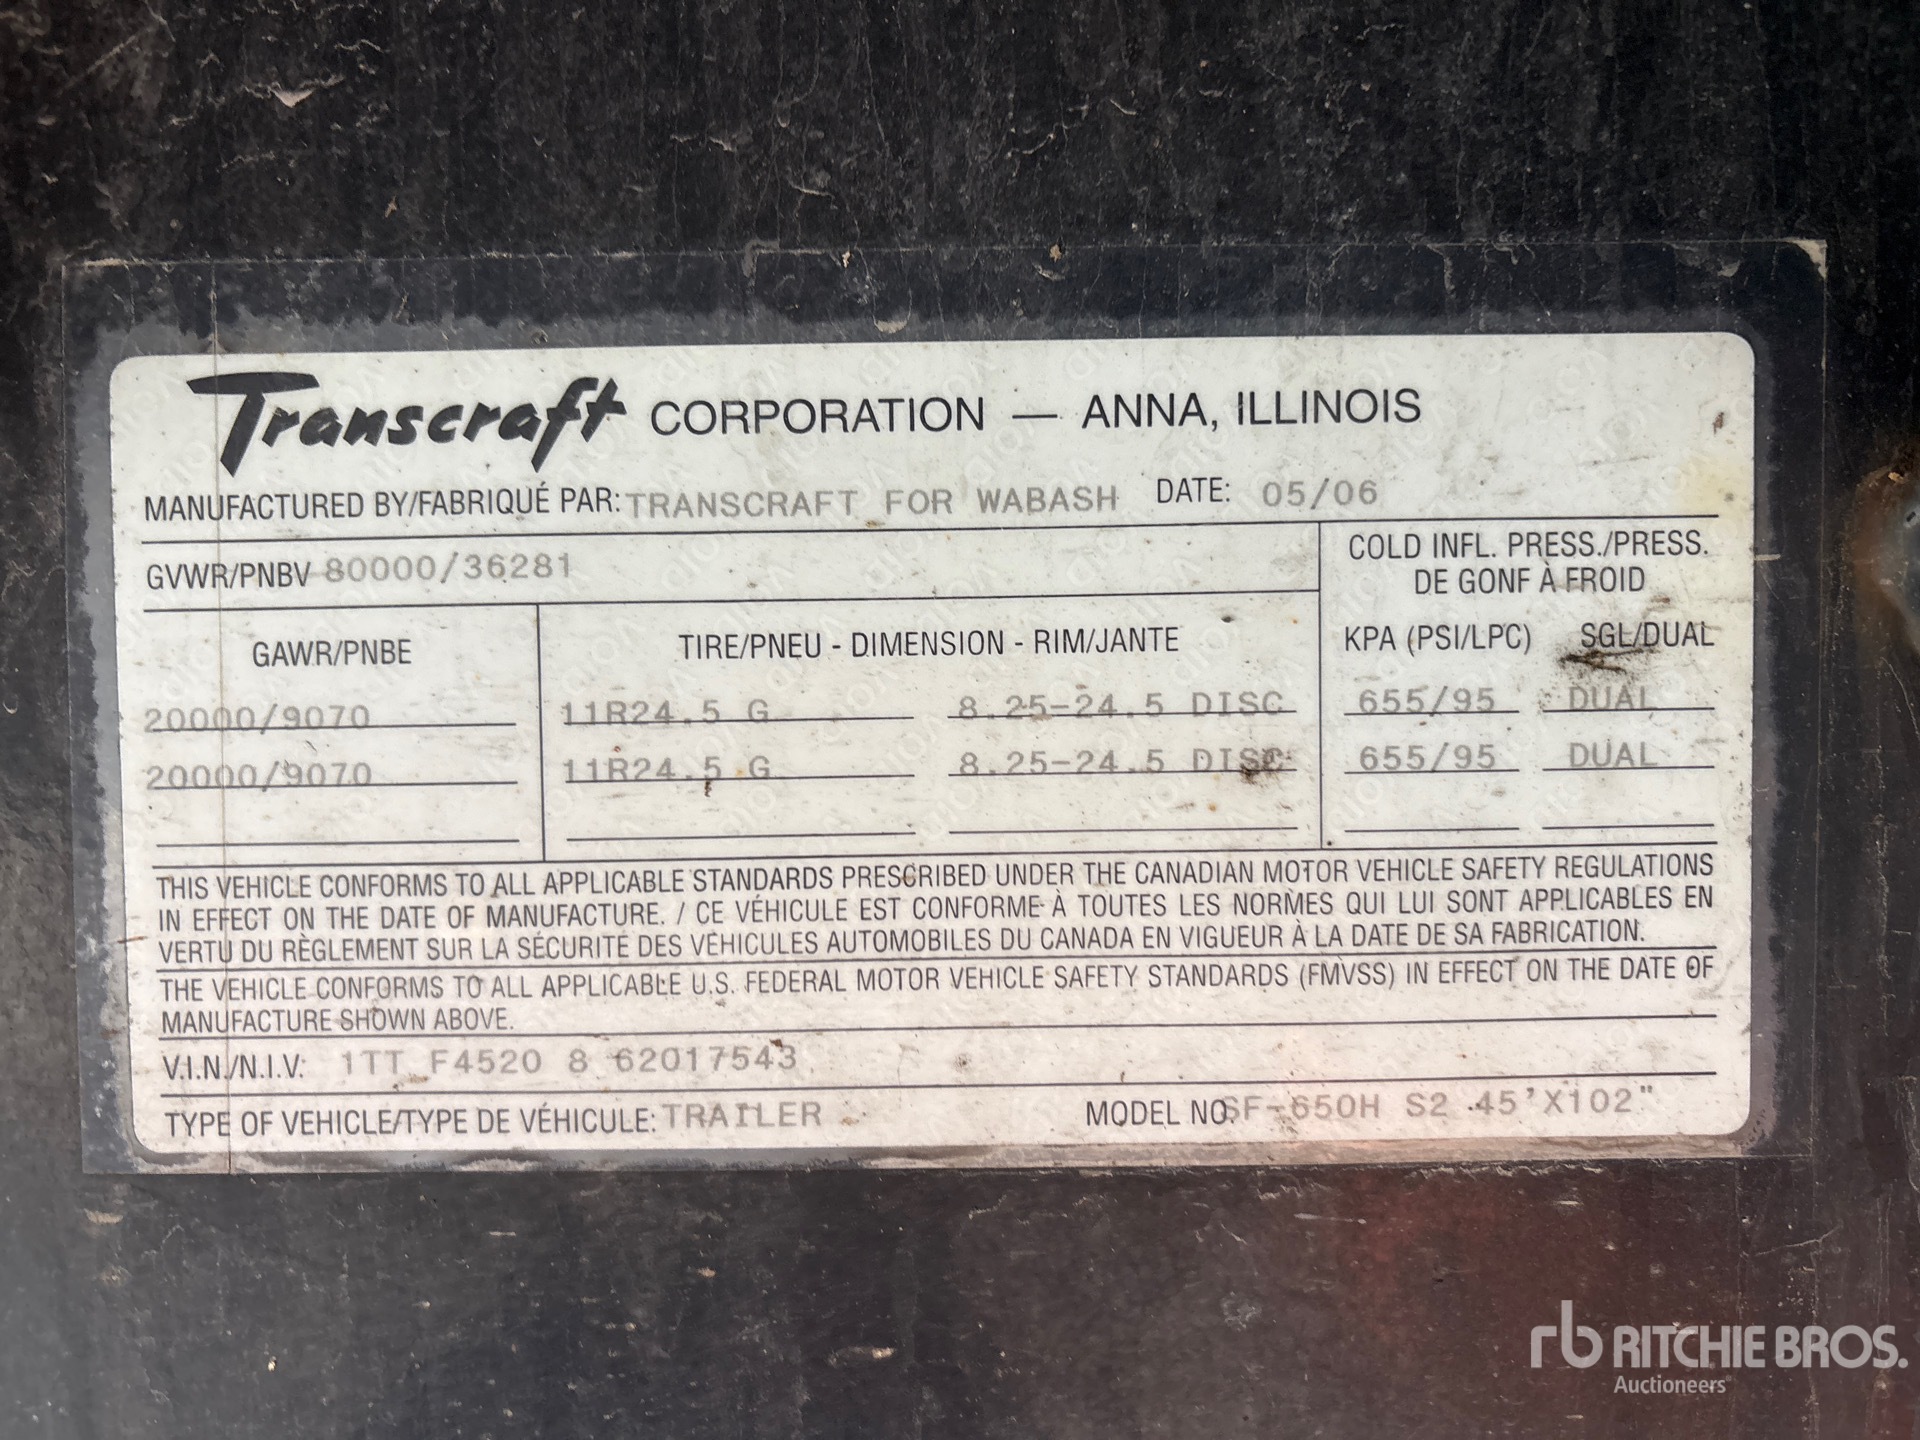 Transcraft CORPORATION — ANNA, ILLINOIS
MANUFACTURED BY/FABRIQUÉ PAR: TRANSCRAFT FOR WABASH DATE: 05/06
GVWR/PNBV 80000/36281
COLD INFL. PRESS./PRESS.
DE GONF À FROID
GAWR/PNBE TIRE/PNEU - DIMENSION - RIM/JANTE KPA (PSI/LPC) SGL/DUAL
20000/9070 11R24.5 G 8.25-24.5 DISC 655/95 DUAL
20000/9070 11R24.5 G 8.25-24.5 DISC 655/95 DUAL
THIS VEHICLE CONFORMS TO ALL APPLICABLE STANDARDS PRESCRIBED UNDER THE CANADIAN MOTOR VEHICLE SAFETY REGULATIONS
IN EFFECT ON THE DATE OF MANUFACTURE. / CE VÉHICULE EST CONFORME À TOUTES LES NORMES QUI LUI SONT APPLICABLES EN
VERTU DU RÈGLEMENT SUR LA SÉCURITÉ DES VÉHICULES AUTOMOBILES DU CANADA EN VIGUEUR À LA DATE DE SA FABRICATION.
THE VEHICLE CONFORMS TO ALL APPLICABLE U.S. FEDERAL MOTOR VEHICLE SAFETY STANDARDS (FMVSS) IN EFFECT ON THE DATE OF
MANUFACTURE SHOWN ABOVE.
V.I.N./N.I.V: 1TT F4520 8 62017543
TYPE OF VEHICLE/TYPE DE VÉHICULE: TRAILER MODEL NO. SF-650H S2 45'X102"
rb RITCHIE BROS.
Auctioneers